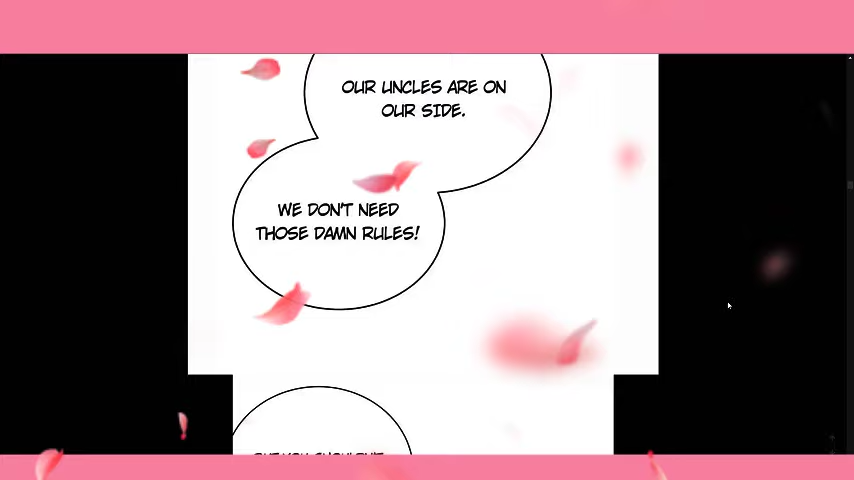 OUR UNCLES ARE ON
OUR SIDE.
WE DON'T NEED
THOSE DAMN RULES!